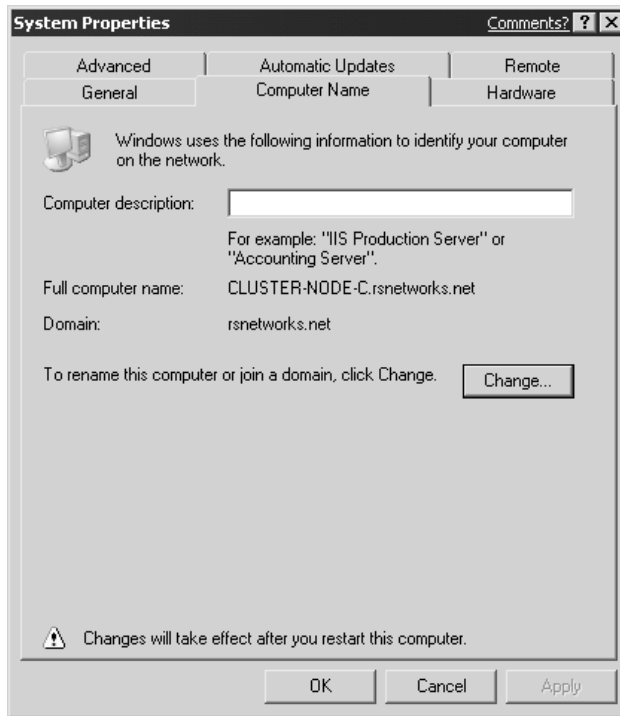 System Properties Comments? ? X
Advanced Automatic Updates Remote
General Computer Name Hardware
Windows uses the following information to identify your computer
on the network.
Computer description:
For example: "IIS Production Server" or
"Accounting Server".
Full computer name: CLUSTER-NODE-C.rsnetworks.net
Domain: rsnetworks.net
To rename this computer or join a domain, click Change. Change...
Changes will take effect after you restart this computer.
OK Cancel Apply